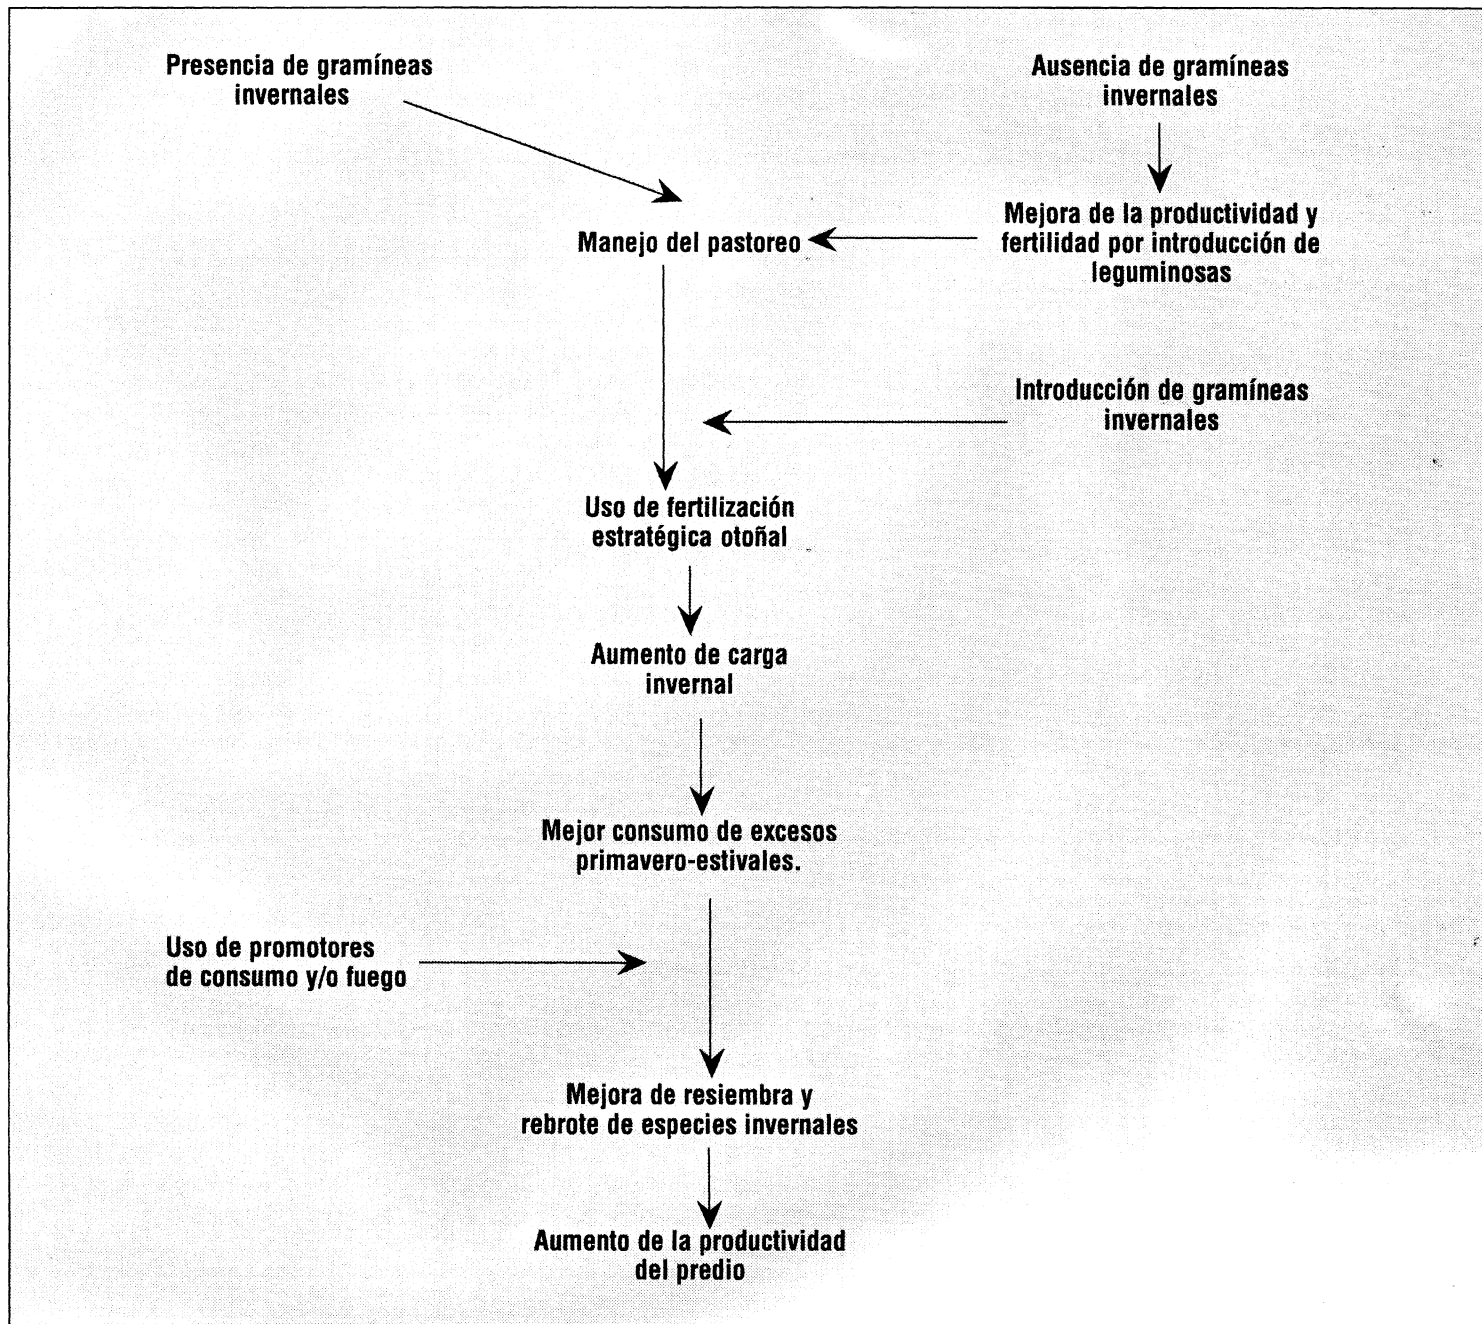 Presencia de gramíneas
invernales
Ausencia de gramíneas
invernales
Mejora de la productividad y
fertilidad por introducción de
leguminosas
Manejo del pastoreo
Introducción de gramíneas
invernales
Uso de fertilización
estratégica otoñal
Aumento de carga
invernal
Mejor consumo de excesos
primavero-estivales.
Uso de promotores
de consumo y/o fuego
Mejora de resiembra y
rebrote de especies invernales
Aumento de la productividad
del predio